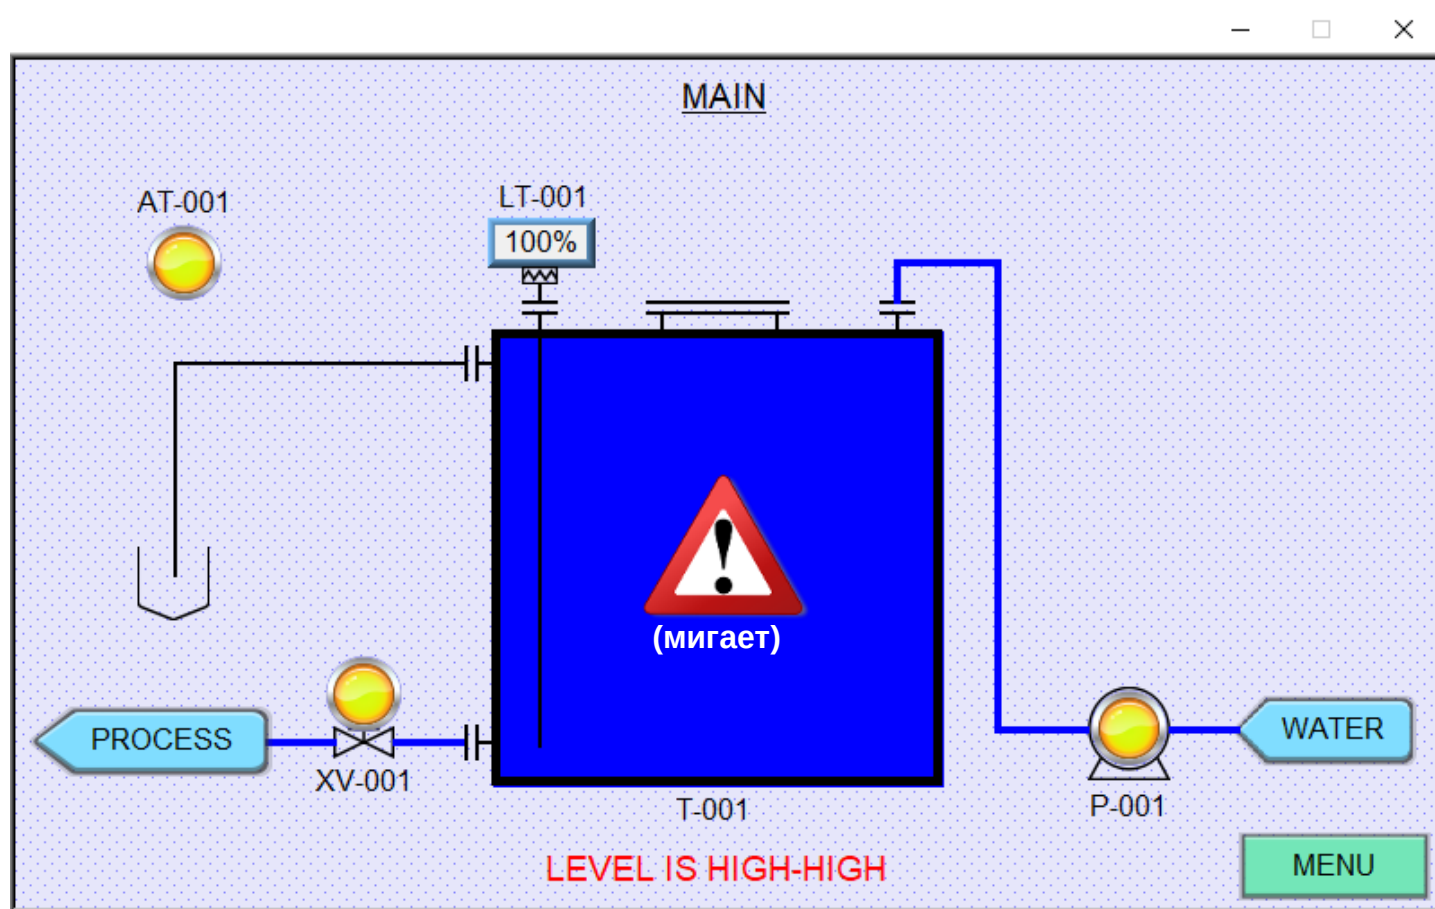 MAIN
AT-001
LT-001
100%
(мигает)
PROCESS
WATER
XV-001
T-001
P-001
LEVEL IS HIGH-HIGH
MENU